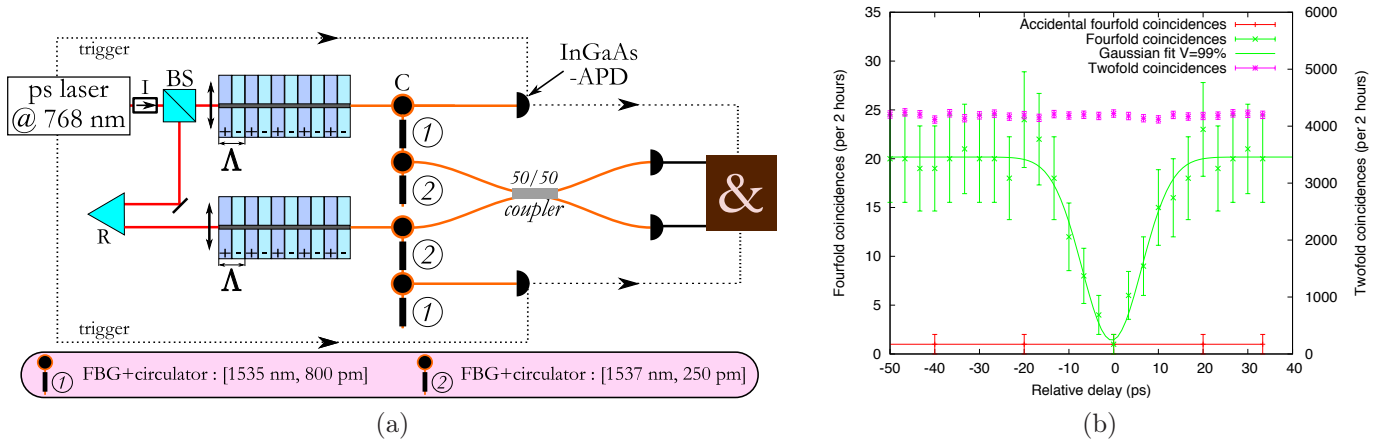 trigger
InGaAs
-APD
ps laser
@ 768 nm
I
BS
C
+ - + - + - + - + -
Λ
1
2
50/50
coupler
&
R
+ - + - + - + - + -
Λ
2
1
trigger
1 FBG+circulator : [1535 nm, 800 pm]
2 FBG+circulator : [1537 nm, 250 pm]
(a)
Accidental fourfold coincidences
Fourfold coincidences
Gaussian fit V=99%
Twofold coincidences
35
30
25
20
15
10
5
0
Fourfold coincidences (per 2 hours)
6000
5000
4000
3000
2000
1000
0
Twofold coincidences (per 2 hours)
-50 -40 -30 -20 -10 0 10 20 30 40
Relative delay (ps)
(b)